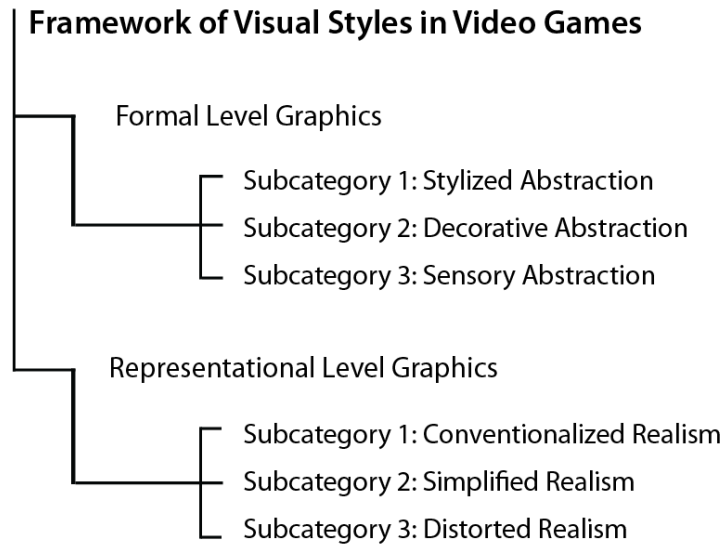 Framework of Visual Styles in Video Games
Formal Level Graphics
Subcategory 1: Stylized Abstraction
Subcategory 2: Decorative Abstraction
Subcategory 3: Sensory Abstraction
Representational Level Graphics
Subcategory 1: Conventionalized Realism
Subcategory 2: Simplified Realism
Subcategory 3: Distorted Realism